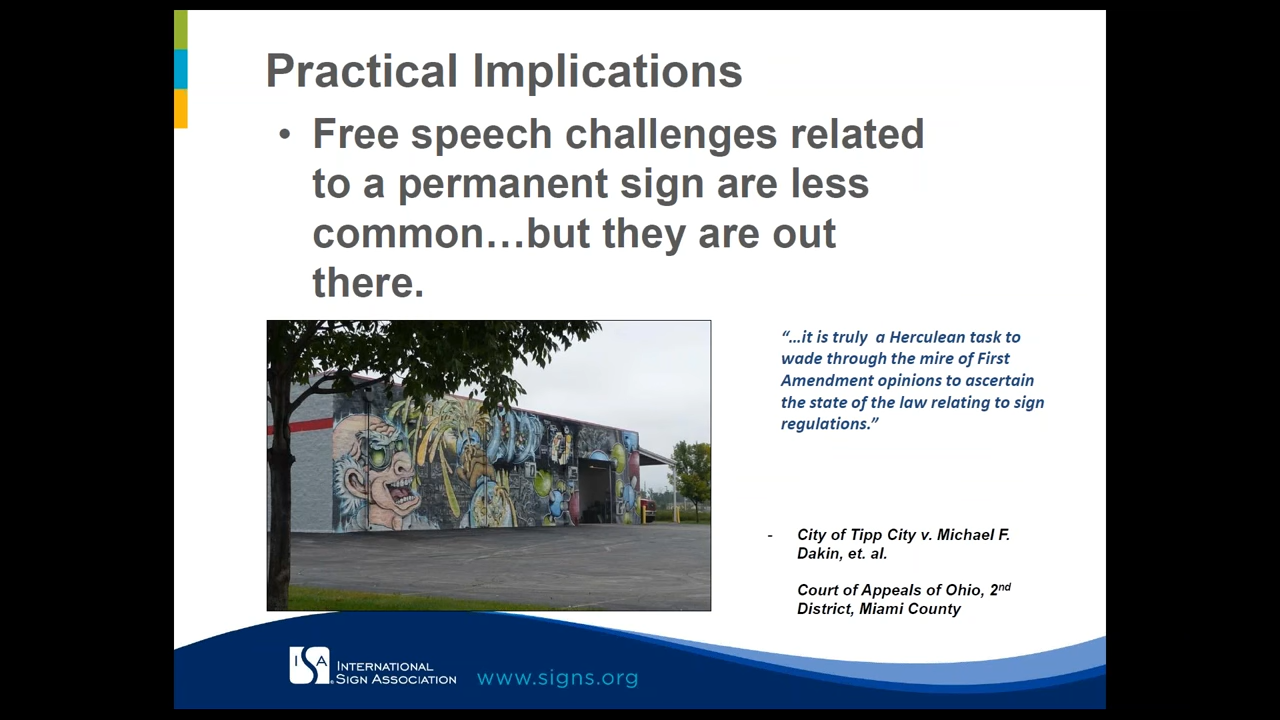 Practical Implications
• Free speech challenges related
to a permanent sign are less
common…but they are out
there.
“…it is truly a Herculean task to
wade through the mire of First
Amendment opinions to ascertain
the state of the law relating to sign
regulations.”
- City of Tipp City v. Michael F.
Dakin, et. al.
Court of Appeals of Ohio, 2nd
District, Miami County
ISA
INTERNATIONAL
SIGN ASSOCIATION
www.signs.org